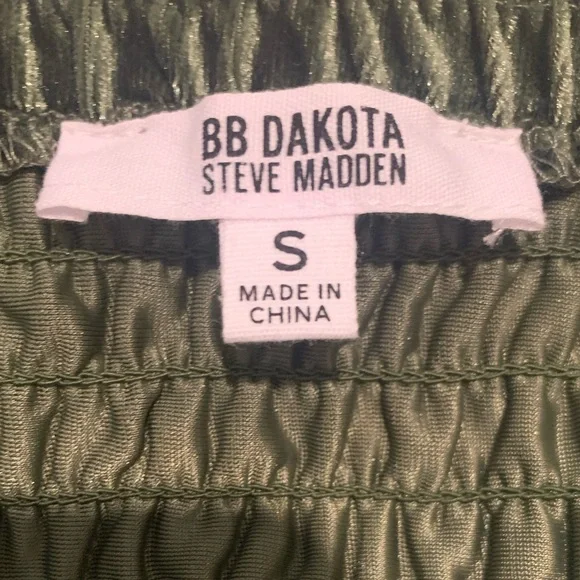 BB DAKOTA
STEVE MADDEN
S
MADE IN
CHINA